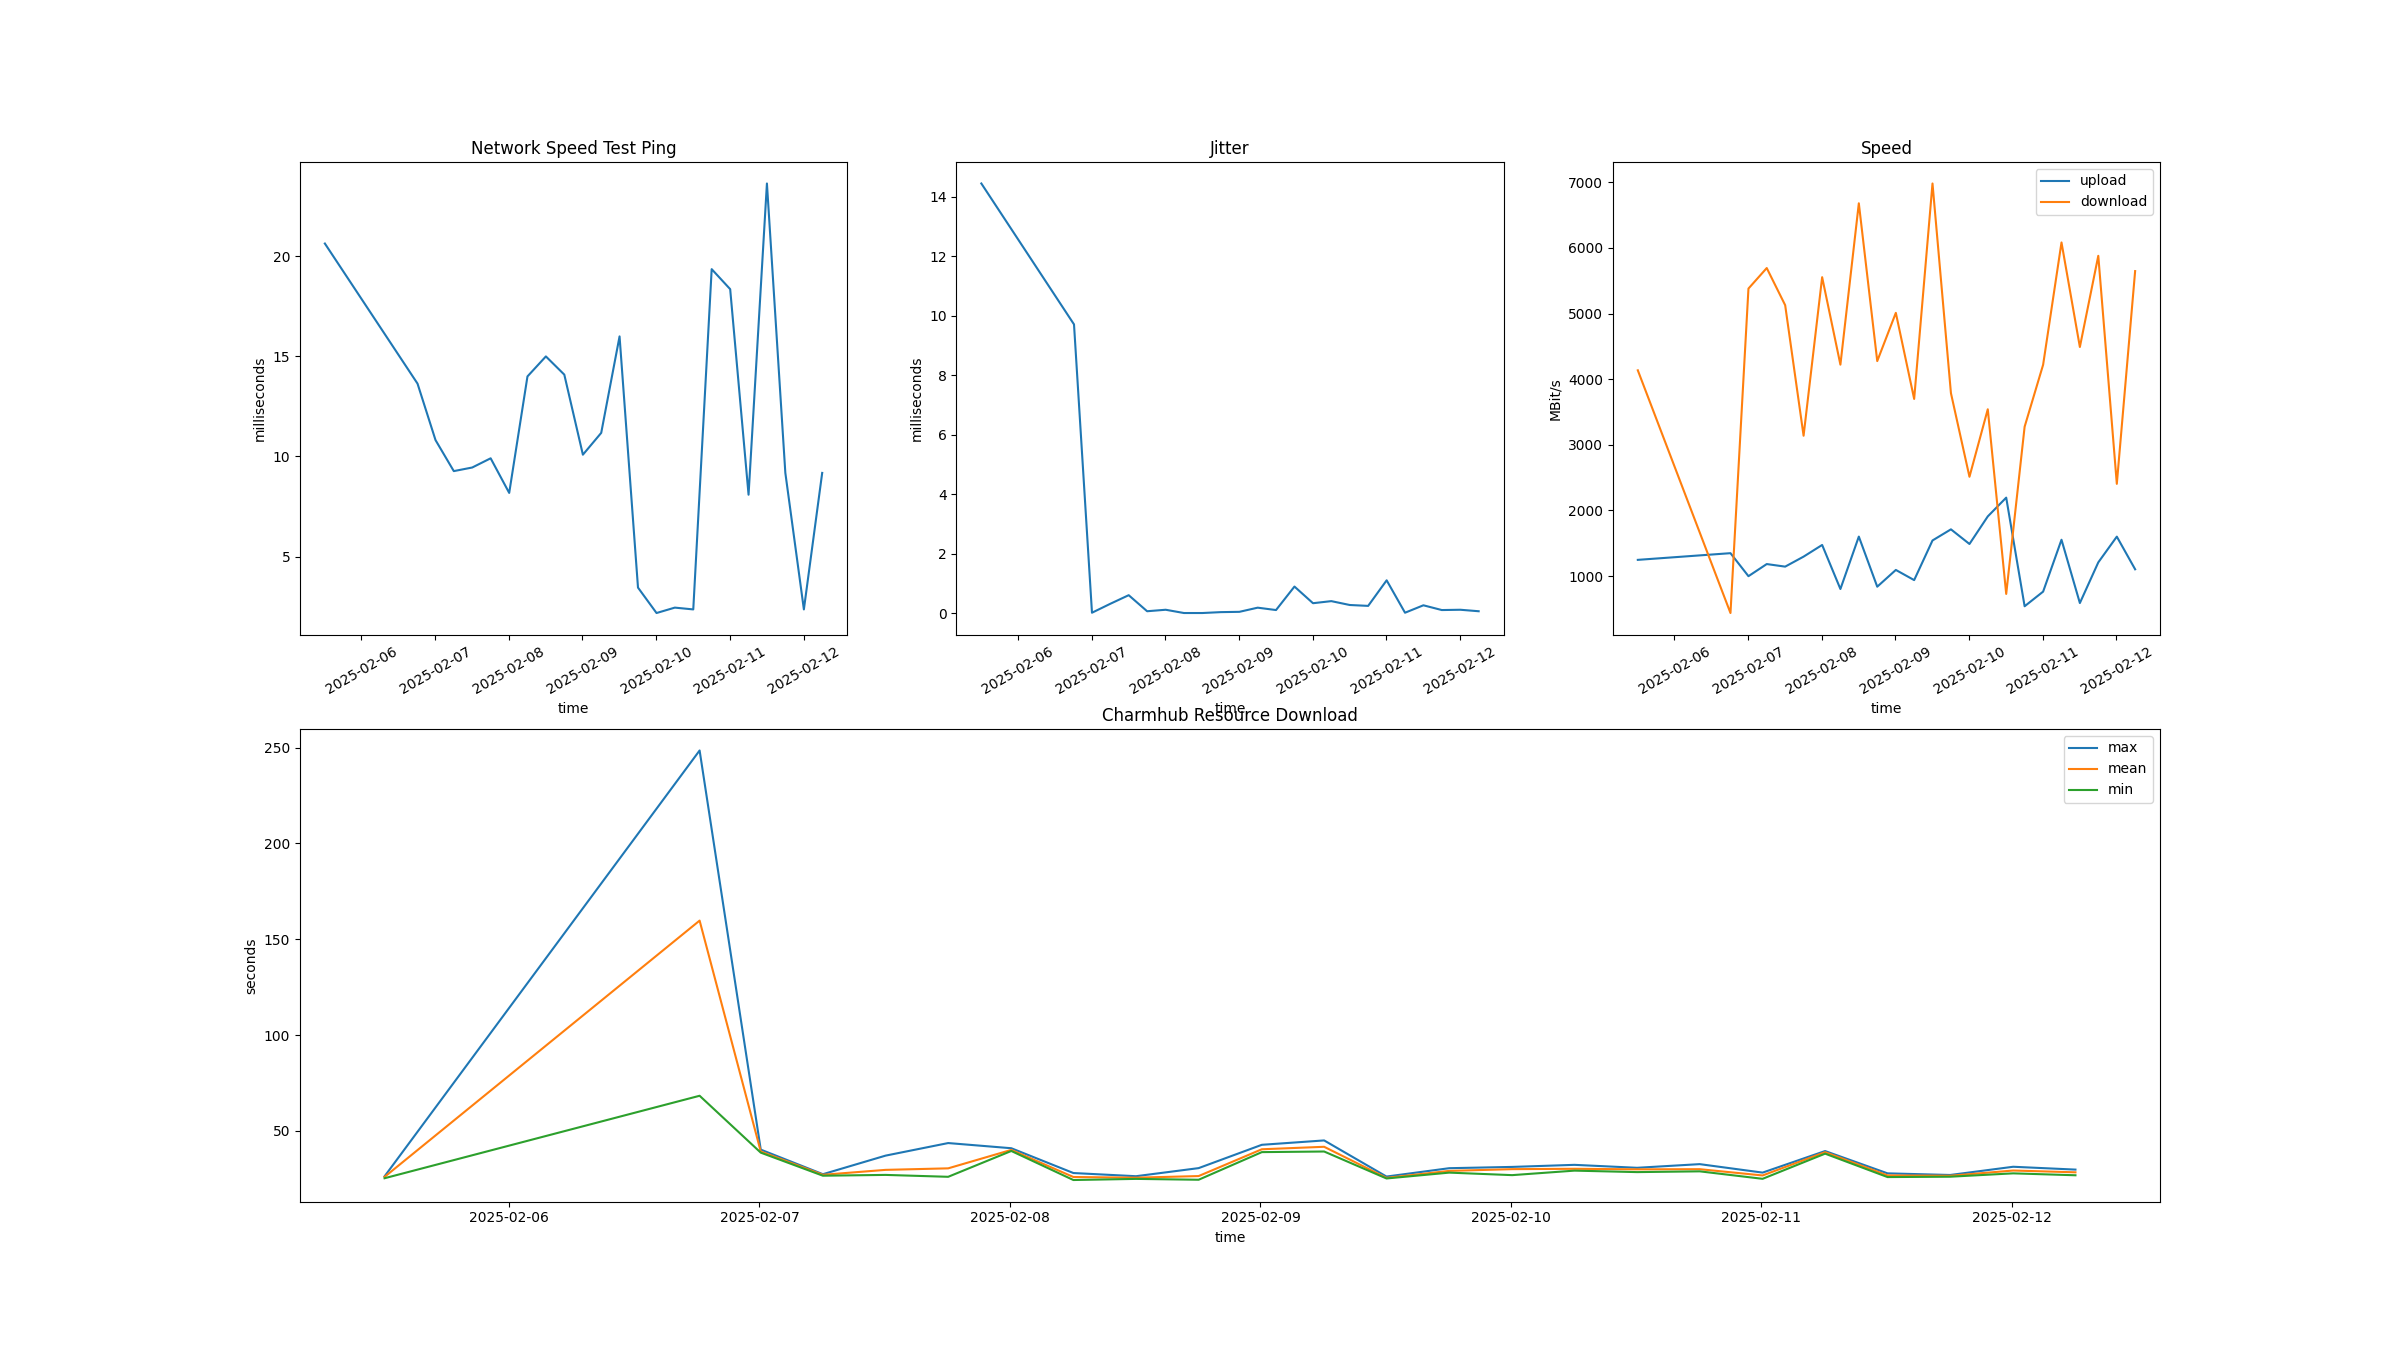 Network Speed Test Ping
milliseconds
20
15
10
5
2025-02-06 2025-02-07 2025-02-08 2025-02-09 2025-02-10 2025-02-11 2025-02-12
time
Jitter
milliseconds
14
12
10
8
6
4
2
0
2025-02-06 2025-02-07 2025-02-08 2025-02-09 2025-02-10 2025-02-11 2025-02-12
time
Speed
MBit/s
7000
6000
5000
4000
3000
2000
1000
upload
download
2025-02-06 2025-02-07 2025-02-08 2025-02-09 2025-02-10 2025-02-11 2025-02-12
time
Charmhub Resource Download
seconds
250
200
150
100
50
max
mean
min
2025-02-06 2025-02-07 2025-02-08 2025-02-09 2025-02-10 2025-02-11 2025-02-12
time